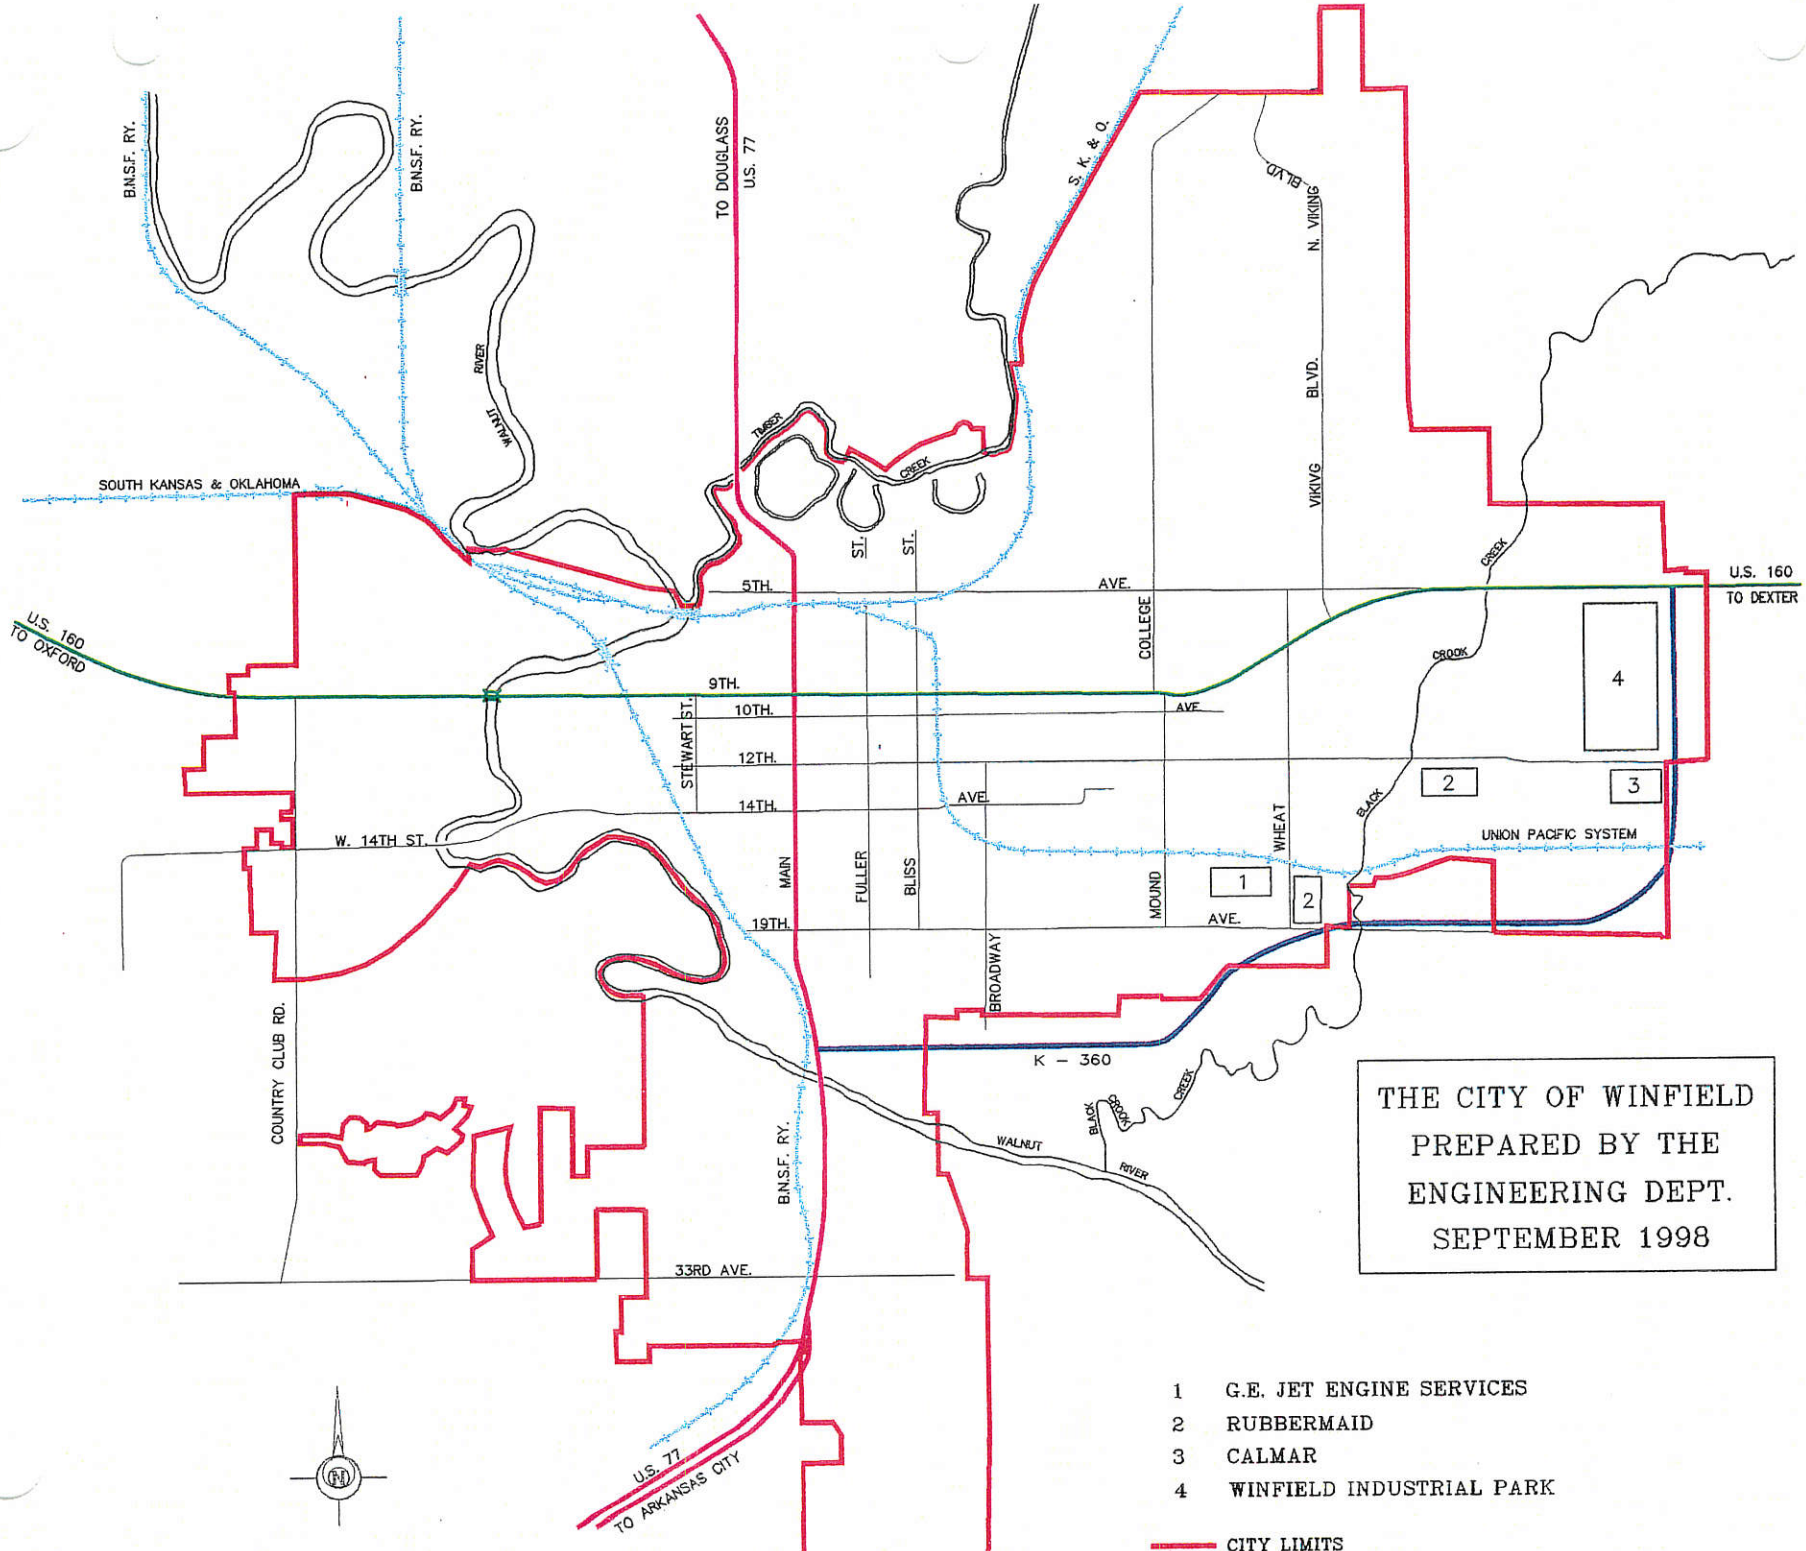 B.N.S.F. RY.
B.N.S.F. RY.
TO DOUGLASS
U.S. 77
S. K. & O.
BLVD
N. VIKING
BLVD.
VIKIVG
RIVER
WALNUT
TIMBER
CREEK
SOUTH KANSAS & OKLAHOMA
ST.
ST.
CREEK
5TH.
AVE.
U.S. 160
TO DEXTER
U.S. 160
TO OXFORD
COLLEGE
CROOK
4
9TH.
STEWART ST.
10TH.
AVE.
12TH.
2
3
14TH.
AVE.
BLACK
WHEAT
UNION PACIFIC SYSTEM
W. 14TH ST.
MAIN
FULLER
BLISS
MOUND
1
2
19TH.
AVE.
BROADWAY
COUNTRY CLUB RD.
K - 360
CREEK
CROOK
BLACK
WALNUT
RIVER
B.N.S.F. RY.
THE CITY OF WINFIELD
PREPARED BY THE
ENGINEERING DEPT.
SEPTEMBER 1998
33RD AVE.
N
U.S. 77
TO ARKANSAS CITY
1 G.E. JET ENGINE SERVICES
2 RUBBERMAID
3 CALMAR
4 WINFIELD INDUSTRIAL PARK
CITY LIMITS